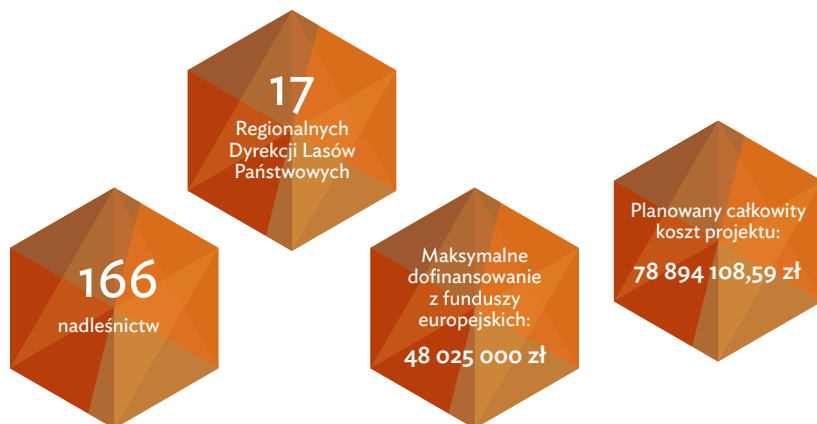 17
Regionalnych
Dyrekcji Lasów
Państwowych
166
nadleśnictw
Maksymalne
dofinansowanie
z funduszy
europejskich:
48 025 000 zł
Planowany całkowity
koszt projektu:
78 894 108,59 zł